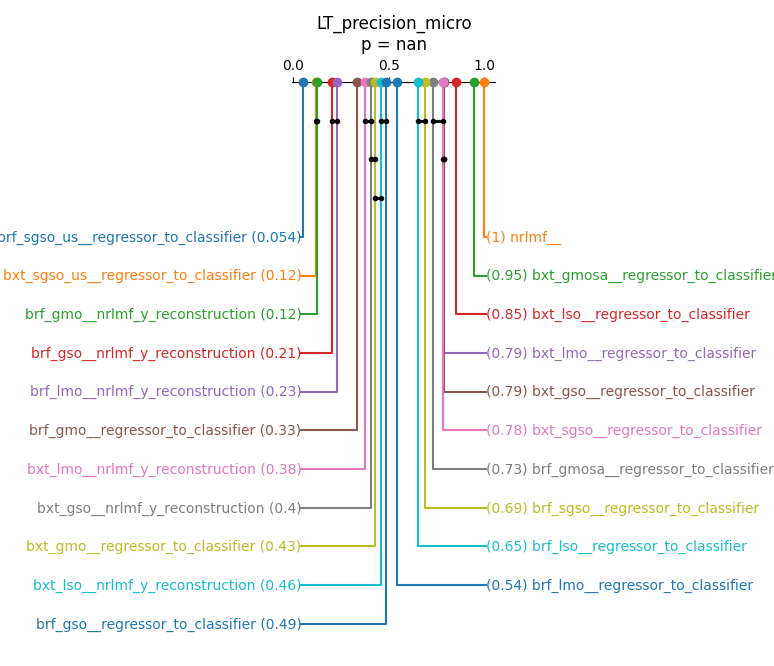 LT_precision_micro
p = nan
0.0 0.5 1.0
brf_sgso_us__regressor_to_classifier (0.054)
(1) nrlmf__
bxt_sgso_us__regressor_to_classifier (0.12)
(0.95) bxt_gmosa__regressor_to_classifier
brf_gmo__nrlmf_y_reconstruction (0.12)
(0.85) bxt_lso__regressor_to_classifier
brf_gso__nrlmf_y_reconstruction (0.21)
(0.79) bxt_lmo__regressor_to_classifier
brf_lmo__nrlmf_y_reconstruction (0.23)
(0.79) bxt_gso__regressor_to_classifier
brf_gmo__regressor_to_classifier (0.33)
(0.78) bxt_sgso__regressor_to_classifier
bxt_lmo__nrlmf_y_reconstruction (0.38)
(0.73) brf_gmosa__regressor_to_classifier
bxt_gso__nrlmf_y_reconstruction (0.4)
(0.69) brf_sgso__regressor_to_classifier
bxt_gmo__regressor_to_classifier (0.43)
(0.65) brf_lso__regressor_to_classifier
bxt_lso__nrlmf_y_reconstruction (0.46)
(0.54) brf_lmo__regressor_to_classifier
brf_gso__regressor_to_classifier (0.49)